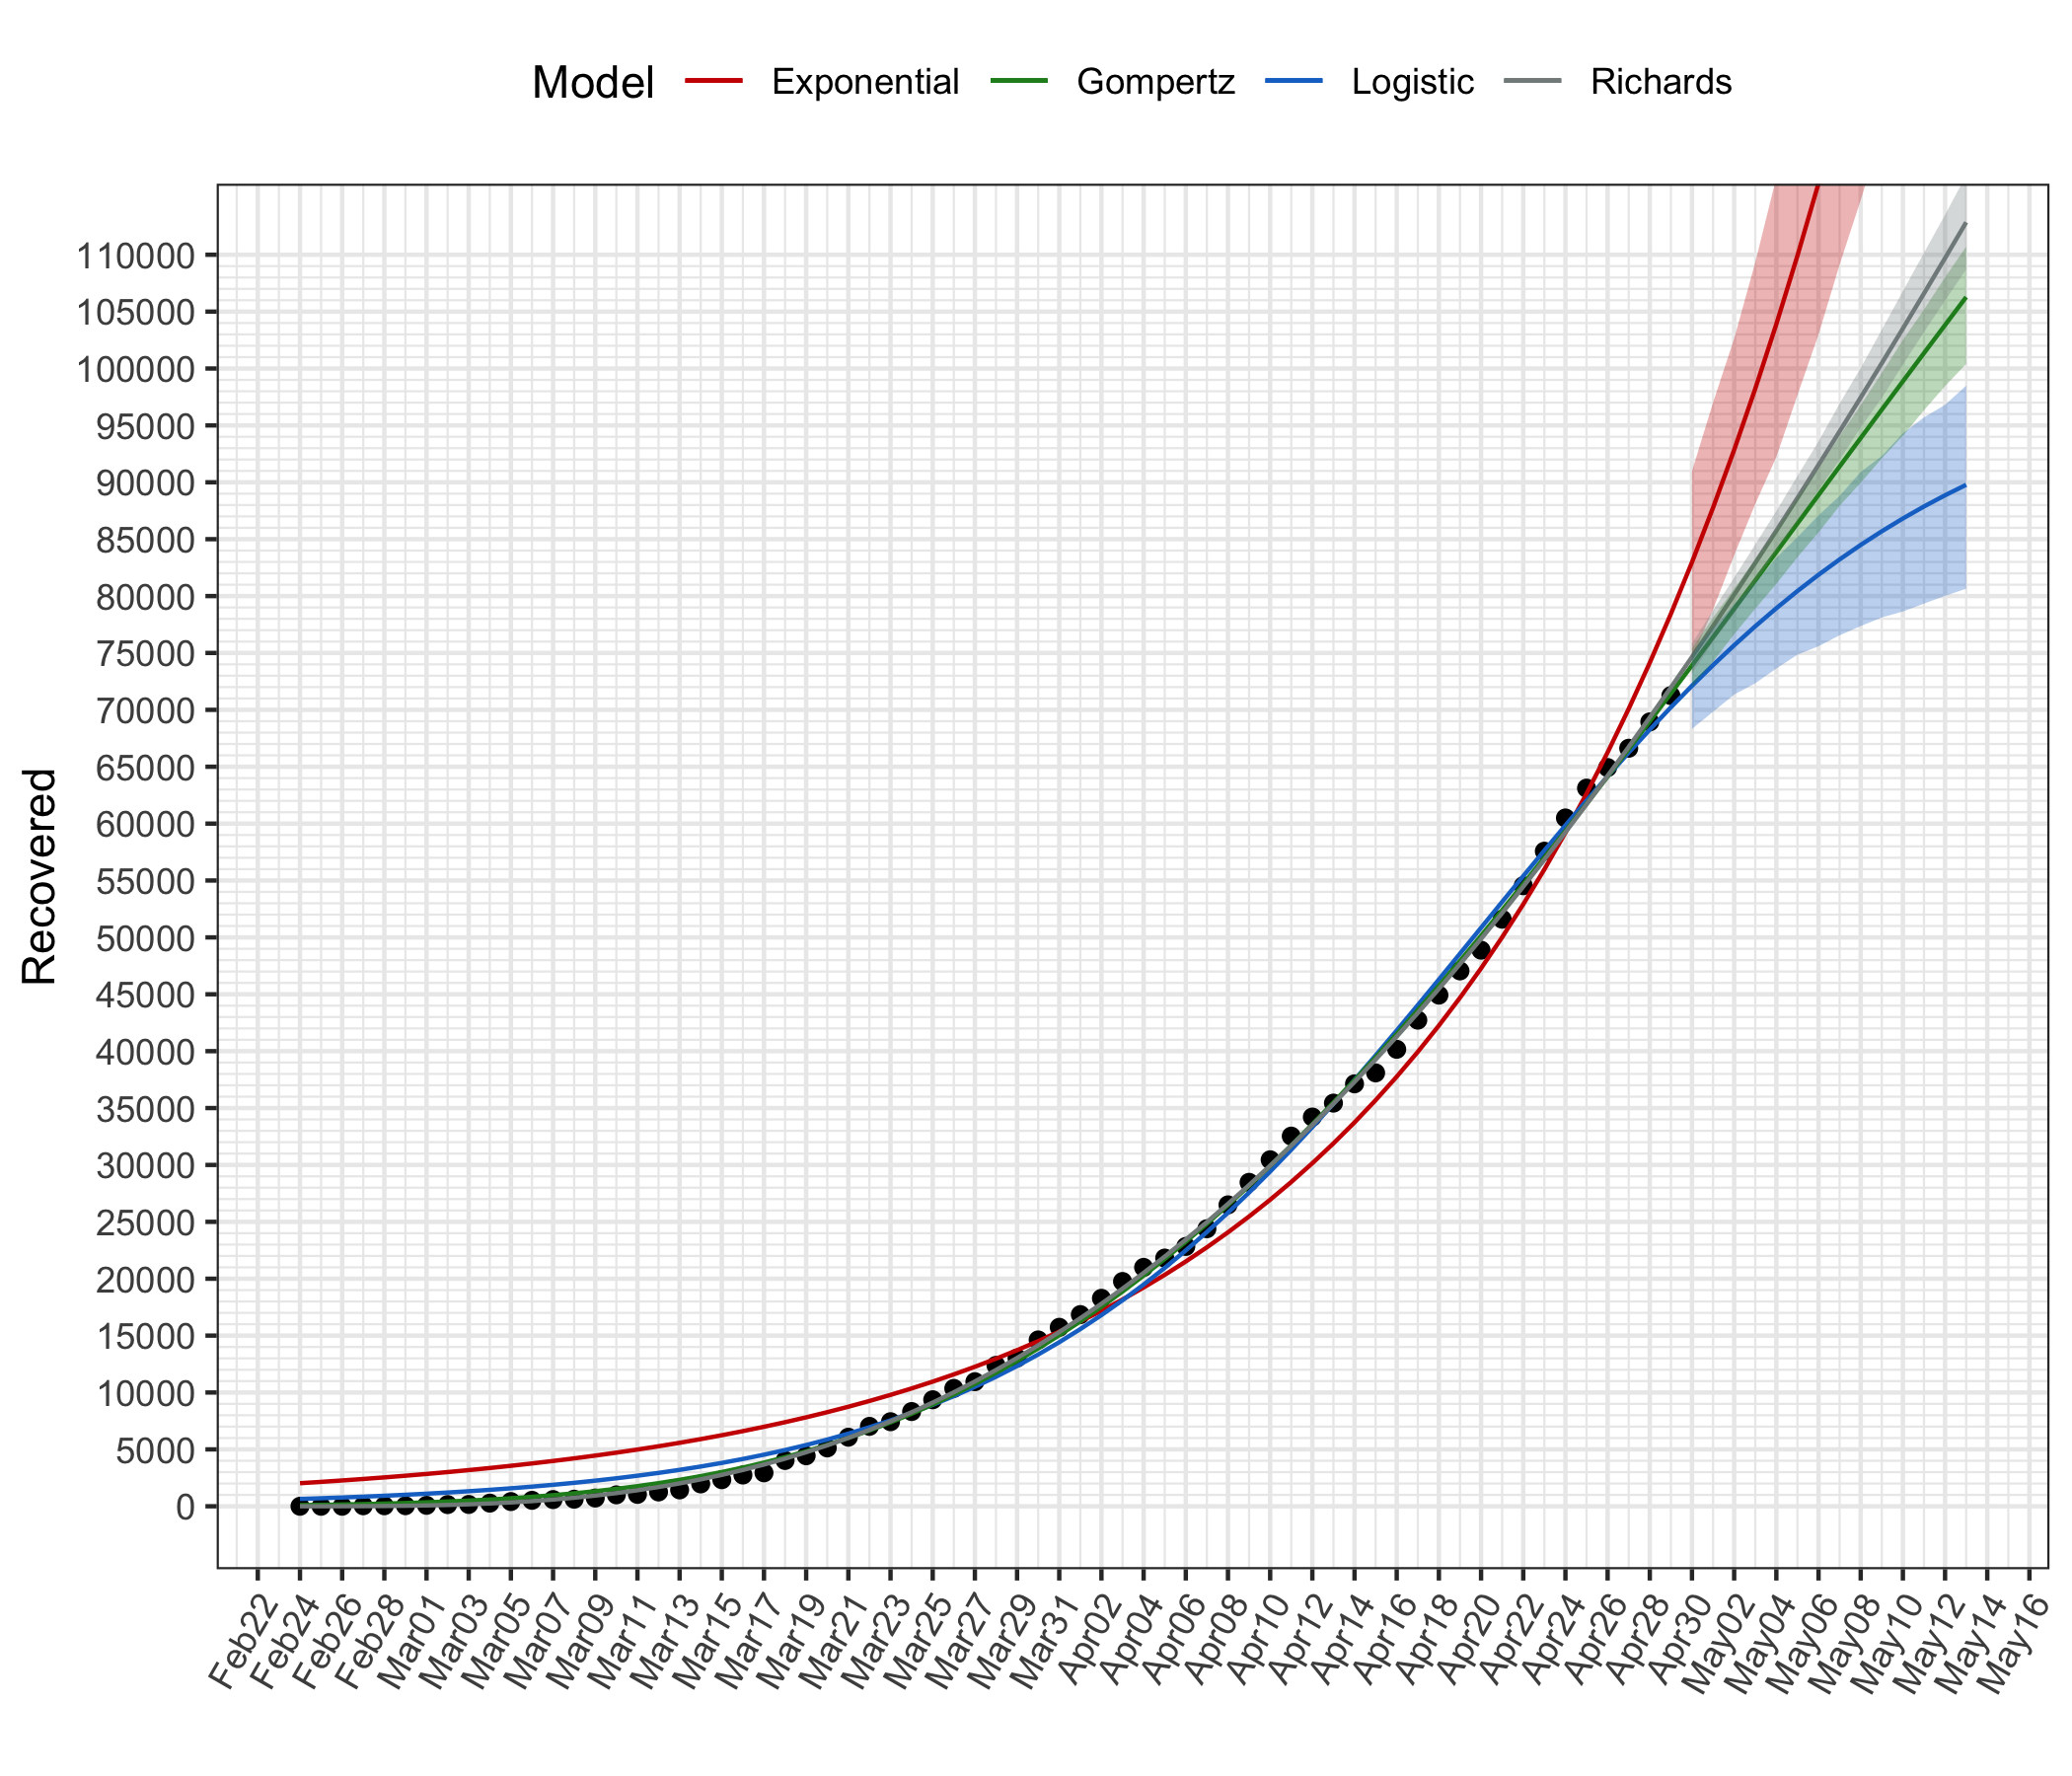 Model Exponential Gompertz Logistic Richards
110000
105000
100000
95000
90000
85000
80000
75000
70000
65000
60000
55000
50000
45000
40000
35000
30000
25000
20000
15000
10000
5000
0
Recovered
Feb22
Feb24
Feb26
Feb28
Mar01
Mar03
Mar05
Mar07
Mar09
Mar11
Mar13
Mar15
Mar17
Mar19
Mar21
Mar23
Mar25
Mar27
Mar29
Mar31
Apr02
Apr04
Apr06
Apr08
Apr10
Apr12
Apr14
Apr16
Apr18
Apr20
Apr22
Apr24
Apr26
Apr28
Apr30
May02
May04
May06
May08
May10
May12
May14
May16